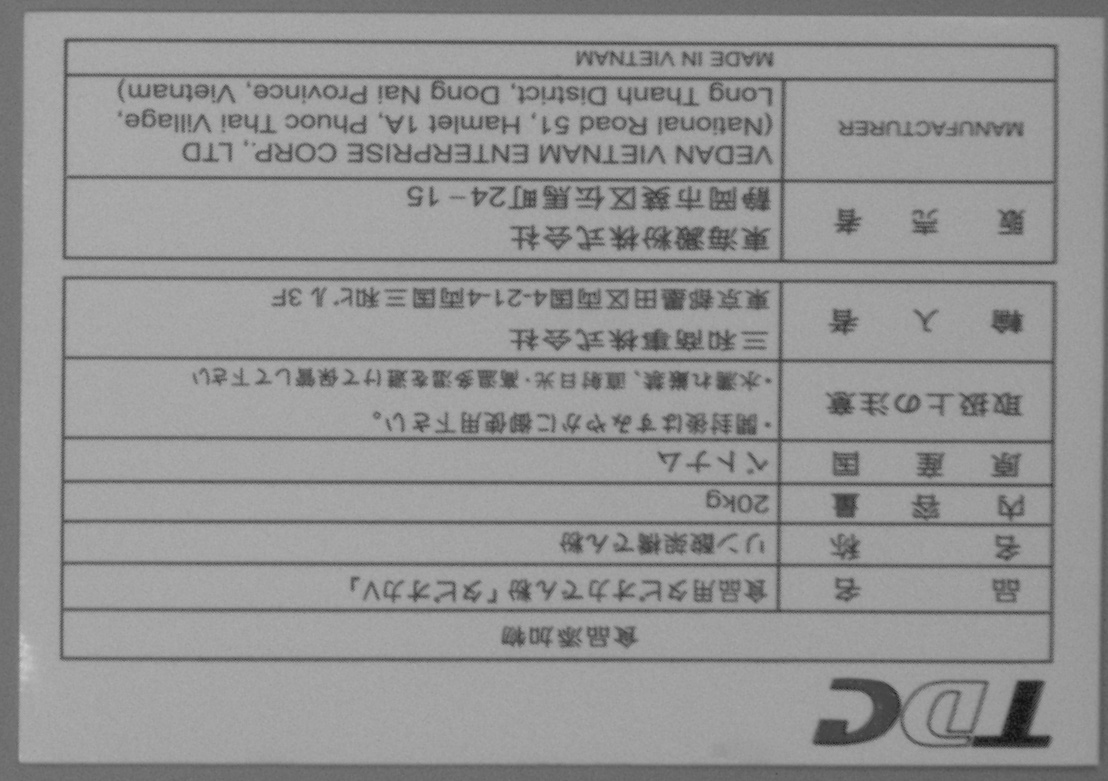 TDC
食品添加物
品名 食品用タピオカでん粉「タピオカV」
名称 リン酸架橋でん粉
内容量 20kg
原産国 ベトナム
取扱上の注意 ・開封後はすみやかに御使用下さい。
・水濡れ厳禁、直射日光・高温多湿を避けて保管して下さい
輸入者 三和商事株式会社
東京都墨田区両国4-21-4両国三和ビル3F
販売者 東海澱粉株式会社
静岡市葵区伝馬町24－15
MANUFACTURER VEDAN VIETNAM ENTERPRISE CORP., LTD
(National Road 51, Hamlet 1A, Phuoc Thai Village,
Long Thanh District, Dong Nai Province, Vietnam)
MADE IN VIETNAM